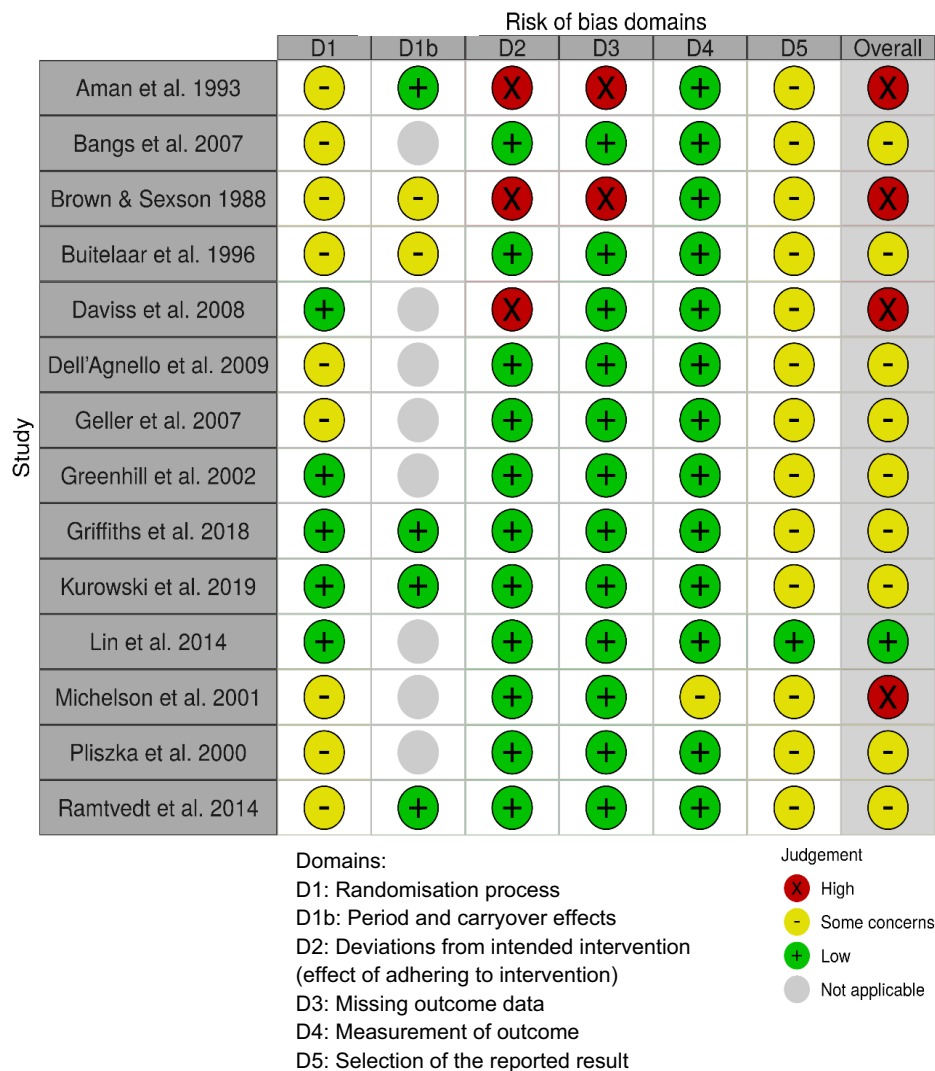 Risk of bias domains
D1 D1b D2 D3 D4 D5 Overall
Study
Aman et al. 1993 - + X X + - X
Bangs et al. 2007 - + + + - -
Brown & Sexson 1988 - - X X + - X
Buitelaar et al. 1996 - - + + + - -
Daviss et al. 2008 + X + + - X
Dell'Agnello et al. 2009 - + + + - -
Geller et al. 2007 - + + + - -
Greenhill et al. 2002 + + + + - -
Griffiths et al. 2018 + + + + + - -
Kurowski et al. 2019 + + + + + - -
Lin et al. 2014 + + + + + +
Michelson et al. 2001 - + + - - X
Pliszka et al. 2000 - + + + - -
Ramtvedt et al. 2014 - + + + + - -
Domains:
D1: Randomisation process
D1b: Period and carryover effects
D2: Deviations from intended intervention
(effect of adhering to intervention)
D3: Missing outcome data
D4: Measurement of outcome
D5: Selection of the reported result
Judgement
X High
- Some concerns
+ Low
Not applicable